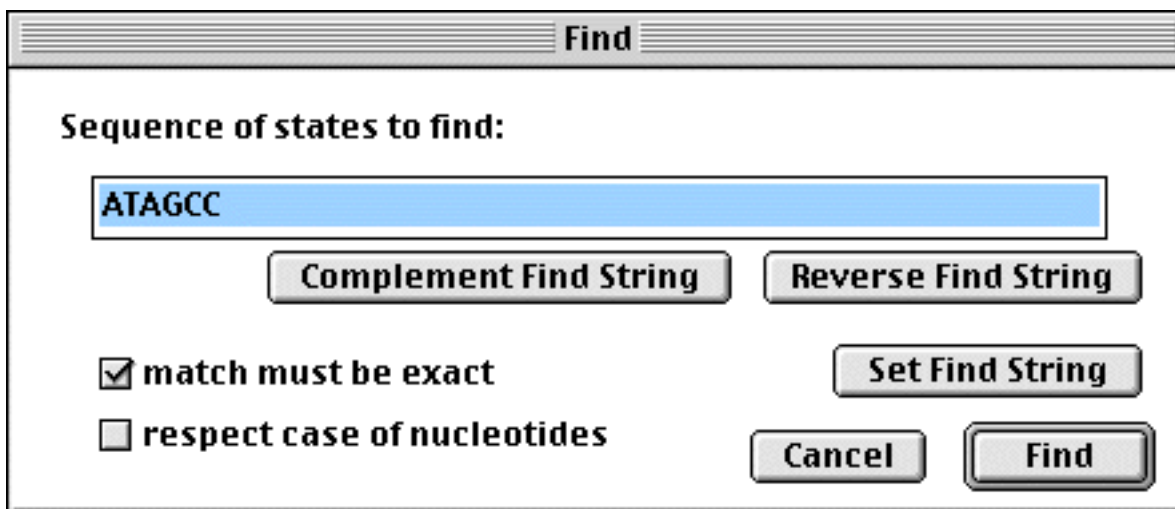 Find
Sequence of states to find:
ATAGCC
Complement Find String
Reverse Find String
match must be exact
Set Find String
respect case of nucleotides
Cancel
Find